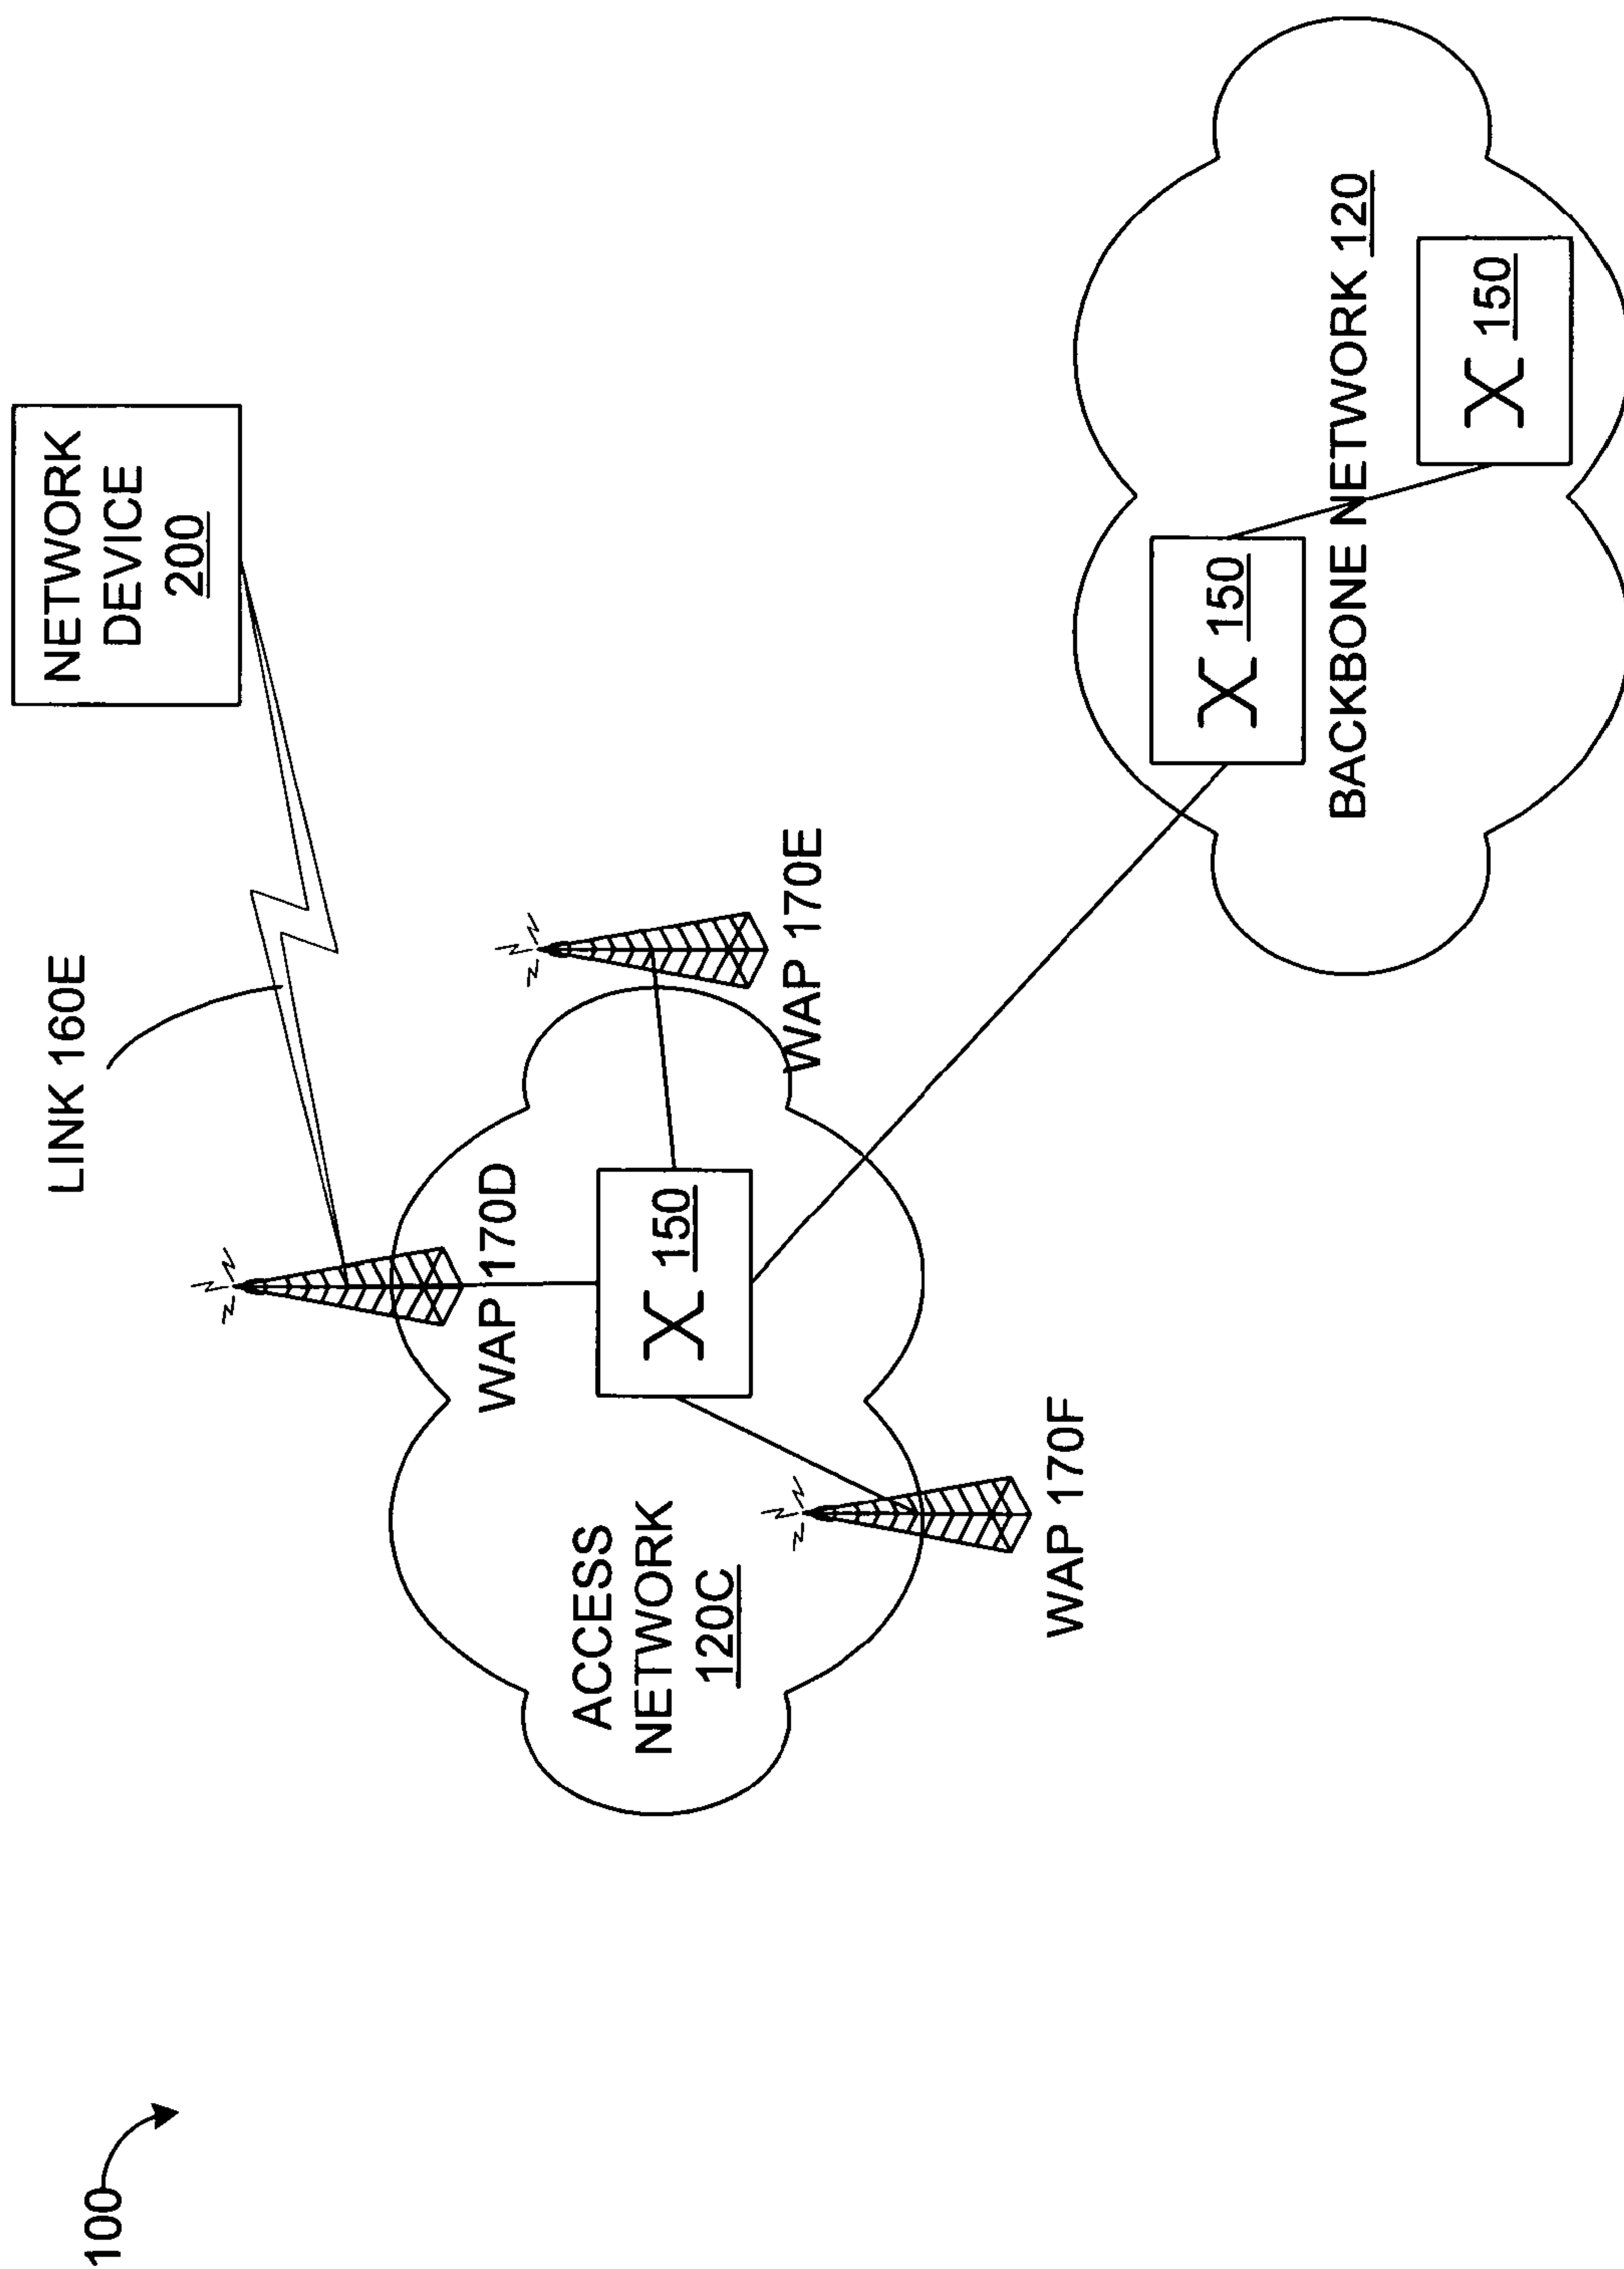 100
NETWORK
DEVICE
200
LINK 160E
WAP 170D
WAP 170E
ACCESS
NETWORK
120C
X 150
WAP 170F
X 150
BACKBONE NETWORK 120
X 150